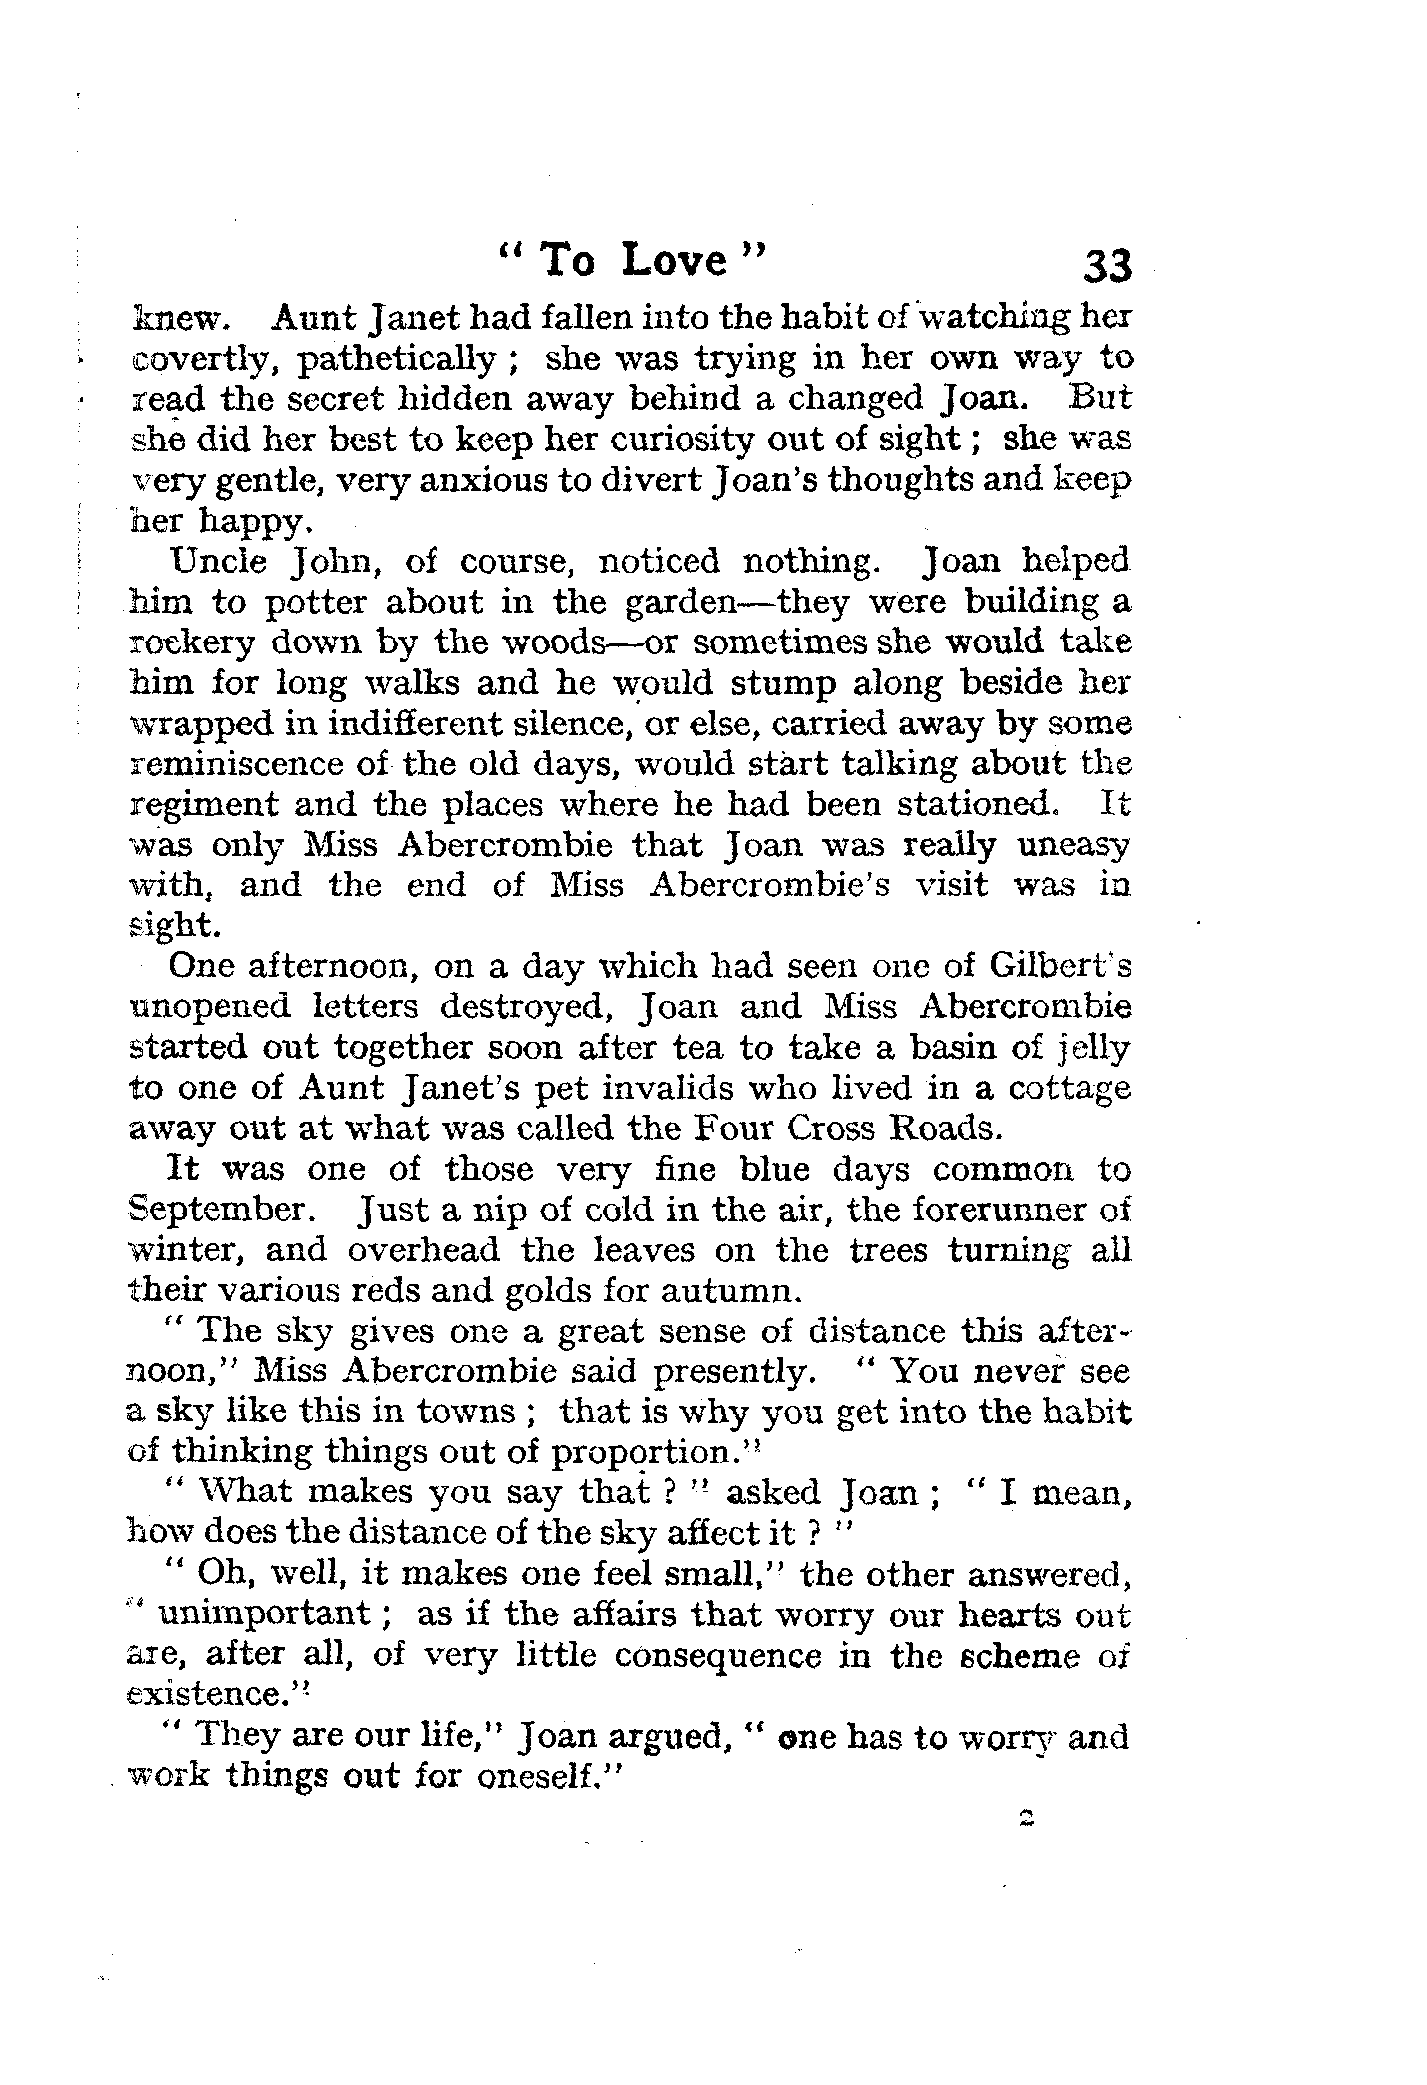 “ To Love ” 33
knew. Aunt Janet had fallen into the habit of watching her
covertly, pathetically ; she was trying in her own way to
read the secret hidden away behind a changed Joan. But
she did her best to keep her curiosity out of sight ; she was
very gentle, very anxious to divert Joan’s thoughts and keep
her happy.
Uncle John, of course, noticed nothing. Joan helped
him to potter about in the garden—they were building a
rockery down by the woods—or sometimes she would take
him for long walks and he would stump along beside her
wrapped in indifferent silence, or else, carried away by some
reminiscence of the old days, would start talking about the
regiment and the places where he had been stationed. It
was only Miss Abercrombie that Joan was really uneasy
with, and the end of Miss Abercrombie’s visit was in
sight.
One afternoon, on a day which had seen one of Gilbert’s
unopened letters destroyed, Joan and Miss Abercrombie
started out together soon after tea to take a basin of jelly
to one of Aunt Janet’s pet invalids who lived in a cottage
away out at what was called the Four Cross Roads.
It was one of those very fine blue days common to
September. Just a nip of cold in the air, the forerunner of
winter, and overhead the leaves on the trees turning all
their various reds and golds for autumn.
“ The sky gives one a great sense of distance this after-
noon,” Miss Abercrombie said presently. “ You never see
a sky like this in towns ; that is why you get into the habit
of thinking things out of proportion.”
“ What makes you say that ? ” asked Joan ; “ I mean,
how does the distance of the sky affect it ? ”
“ Oh, well, it makes one feel small,” the other answered,
“ unimportant ; as if the affairs that worry our hearts out
are, after all, of very little consequence in the scheme of
existence.”
“ They are our life,” Joan argued, “ one has to worry and
work things out for oneself.”
2